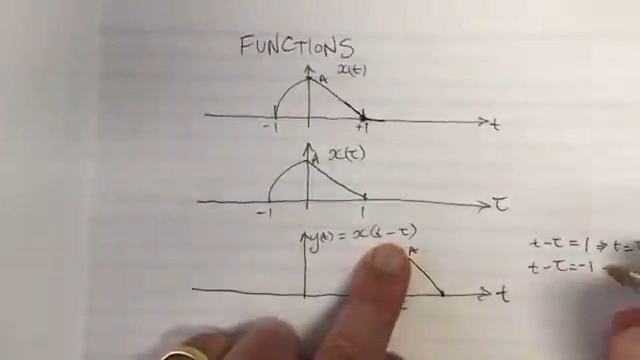 FUNCTIONS
x(t)
A
-1
+1
t
x(τ)
A
-1
1
τ
y(t) = x(t-τ)
A
t
t-τ = 1 ⇒ t =
t-τ = -1